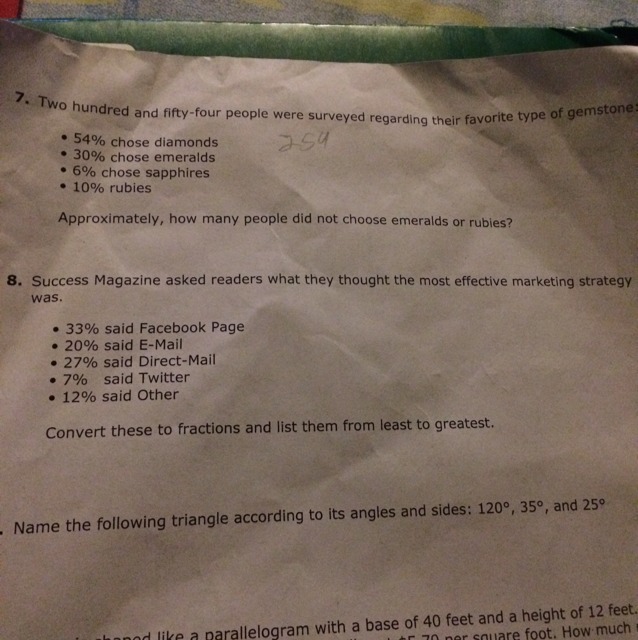 7. Two hundred and fifty-four people were surveyed regarding their favorite type of gemstone:
• 54% chose diamonds
254
• 30% chose emeralds
• 6% chose sapphires
• 10% rubies
Approximately, how many people did not choose emeralds or rubies?
8. Success Magazine asked readers what they thought the most effective marketing strategy
was.
• 33% said Facebook Page
• 20% said E-Mail
• 27% said Direct-Mail
• 7% said Twitter
• 12% said Other
Convert these to fractions and list them from least to greatest.
. Name the following triangle according to its angles and sides: 120°, 35°, and 25°
like a parallelogram with a base of 40 feet and a height of 12 feet.
per square foot. How much